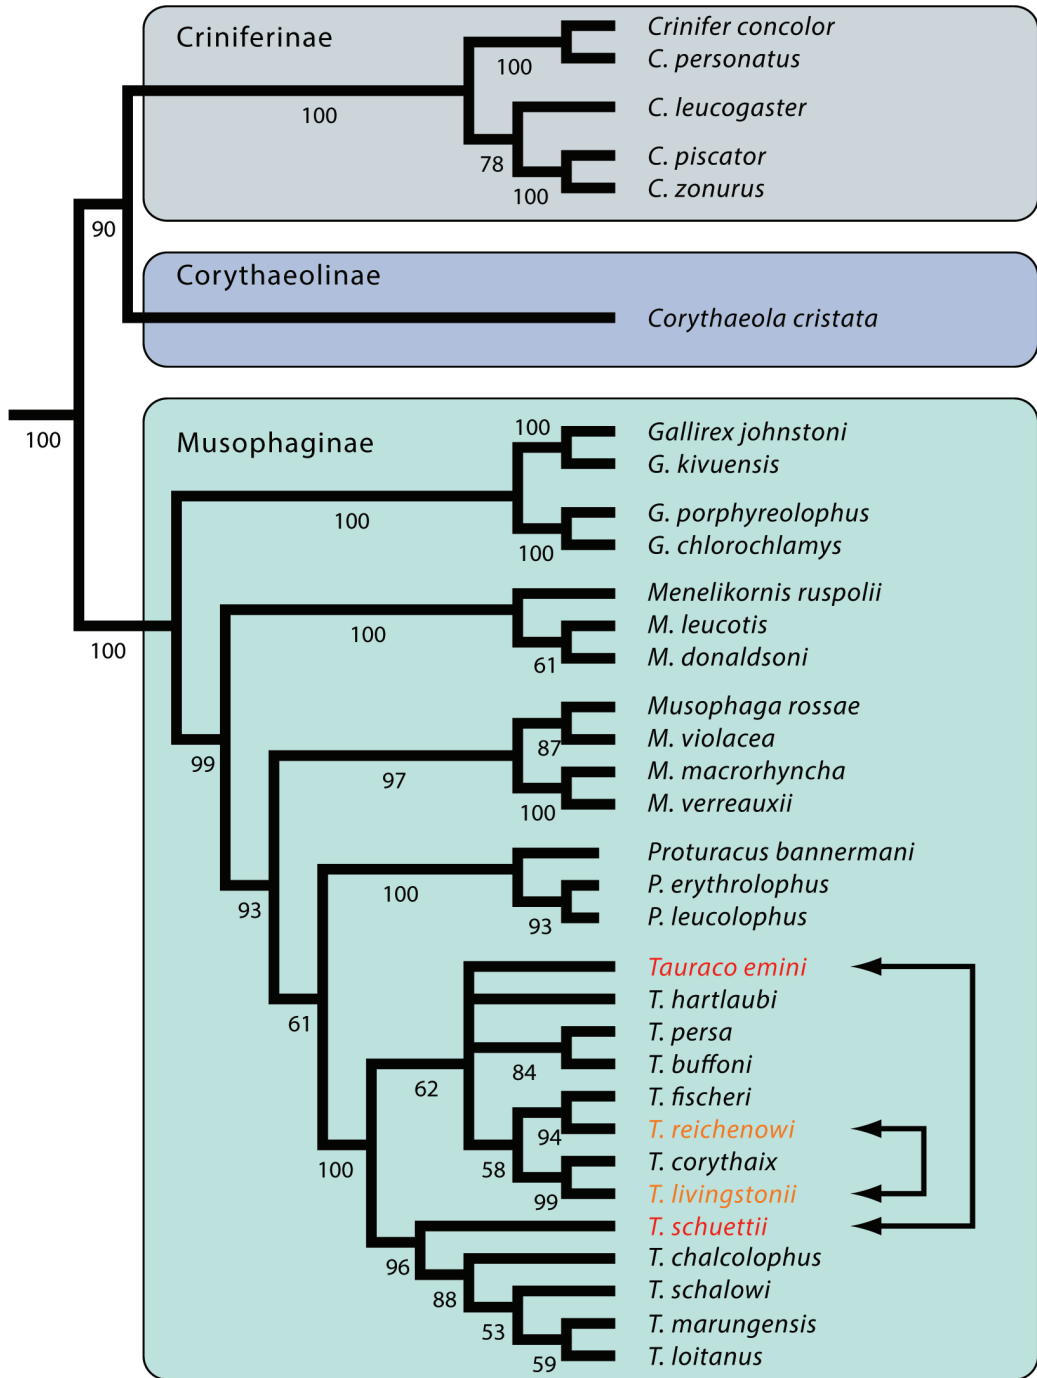 Criniferinae
Crinifer concolor
C. personatus
100
C. leucogaster
100
C. piscator
78
C. zonurus
100
90
Corythaeolinae
Corythaeola cristata
100
Musophaginae
100
Gallirex johnstoni
G. kivuensis
100
G. porphyreolophus
G. chlorochlamys
100
Menelikornis ruspolii
M. leucotis
100
100
M. donaldsoni
61
Musophaga rossae
M. violacea
87
99
97
M. macrorhyncha
M. verreauxii
100
Proturacus bannermani
P. erythrolophus
100
93
P. leucolophus
93
Tauraco emini
T. hartlaubi
61
T. persa
T. buffoni
84
62
T. fischeri
T. reichenowi
94
T. corythaix
100
58
T. livingstonii
99
T. schuettii
T. chalcolophus
96
T. schalowi
88
T. marungensis
53
T. loitanus
59